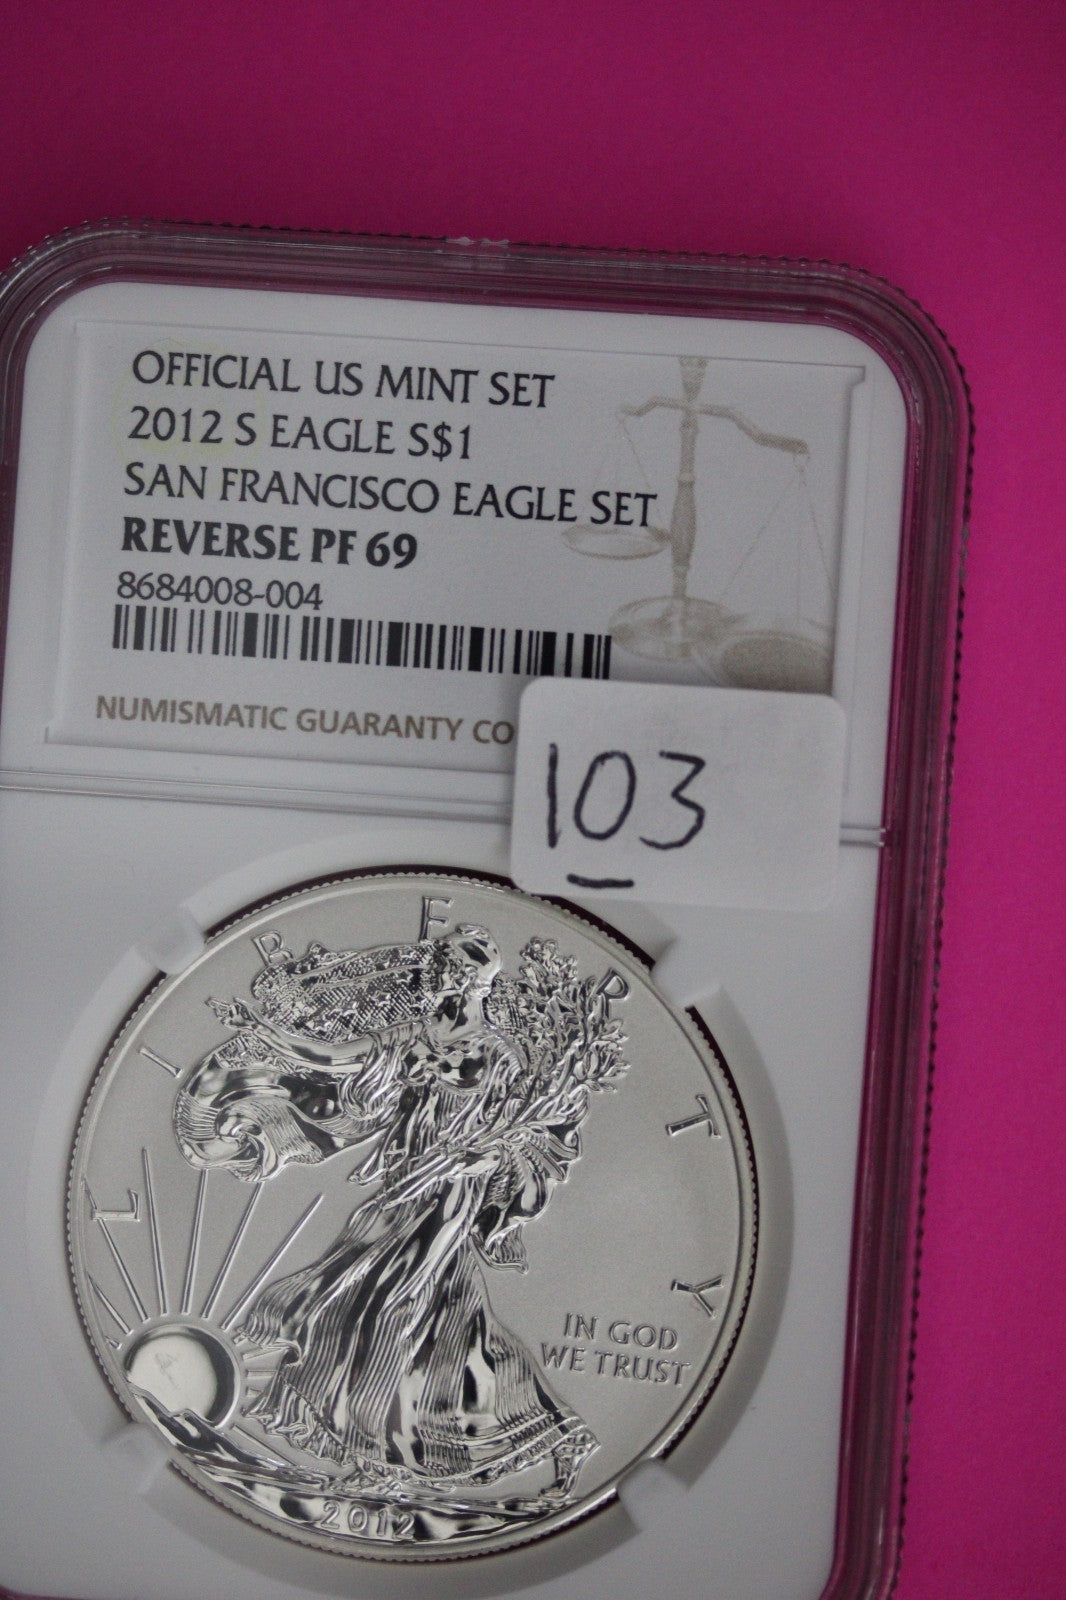 OFFICIAL US MINT SET
2012 S EAGLE S$1
SAN FRANCISCO EAGLE SET
REVERSE PF 69
8684008-004
NUMISMATIC GUARANTY CO
103
LIBERTY
IN GOD
WE TRUST
2012